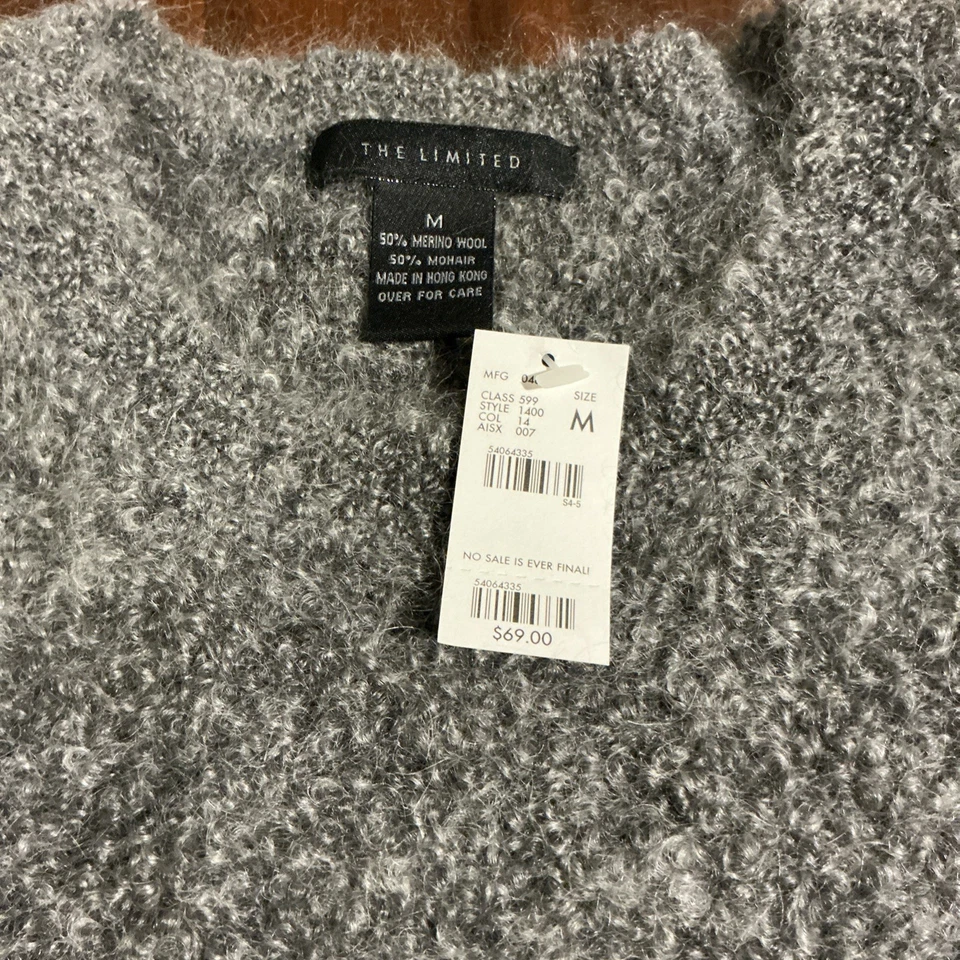 THE LIMITED
M
50% MERINO WOOL
50% MOHAIR
MADE IN HONG KONG
OVER FOR CARE
MFG
CLASS 599 SIZE
STYLE 1400 M
COL 14
AISX 007
54064335
S4-5
NO SALE IS EVER FINAL!
54064335
$69.00